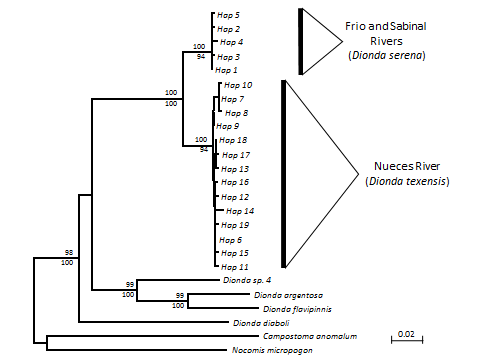 Hap 5
Hap 2
Hap 4
Hap 3
Hap 1
100
94
Frio and Sabinal
Rivers
(Dionda serena)
100
100
Hap 10
Hap 7
Hap 8
Hap 9
Hap 18
Hap 17
Hap 13
Hap 16
Hap 12
Hap 14
Hap 19
Hap 6
Hap 15
Hap 11
100
94
Nueces River
(Dionda texensis)
98
100
99
100
Dionda sp. 4
99
100
Dionda argentosa
Dionda flavipinnis
Dionda diaboli
Campostoma anomalum
Nocomis micropogon
0.02